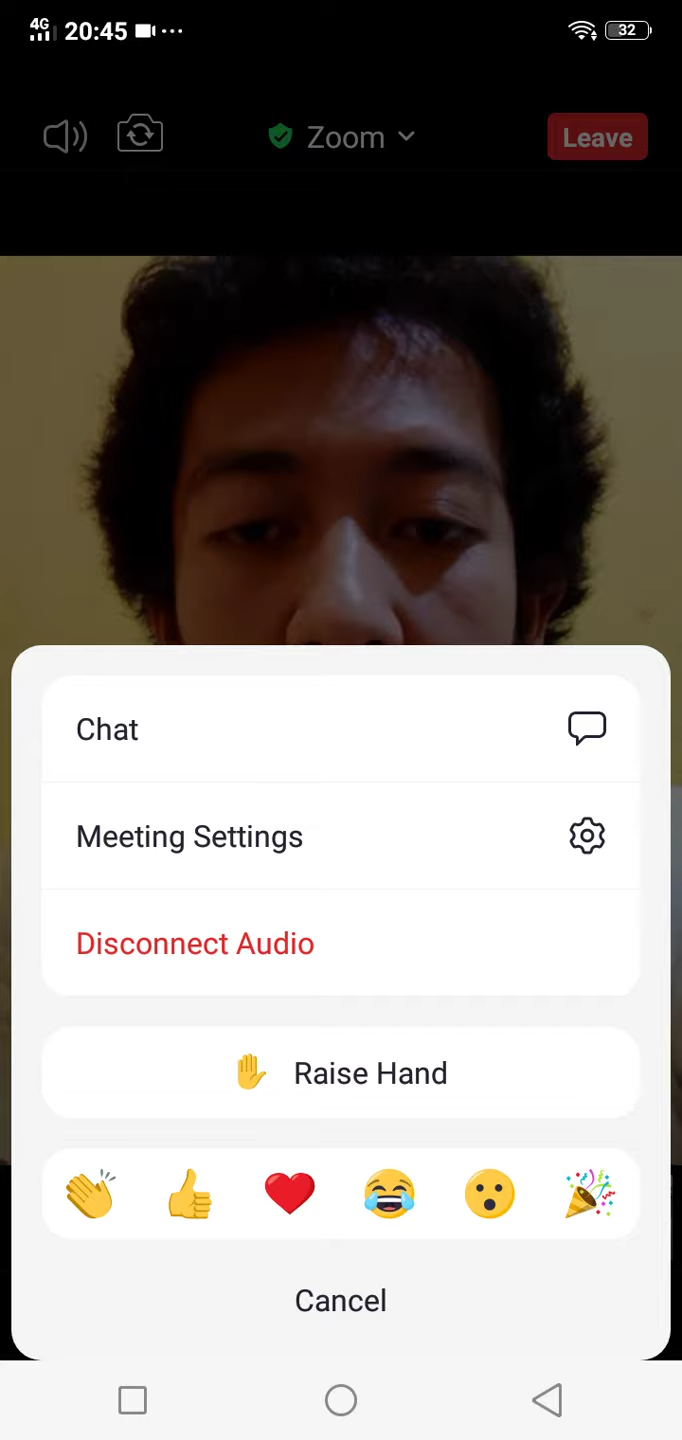 4G 20:45 32
Zoom Leave
Chat
Meeting Settings
Disconnect Audio
Raise Hand
Cancel